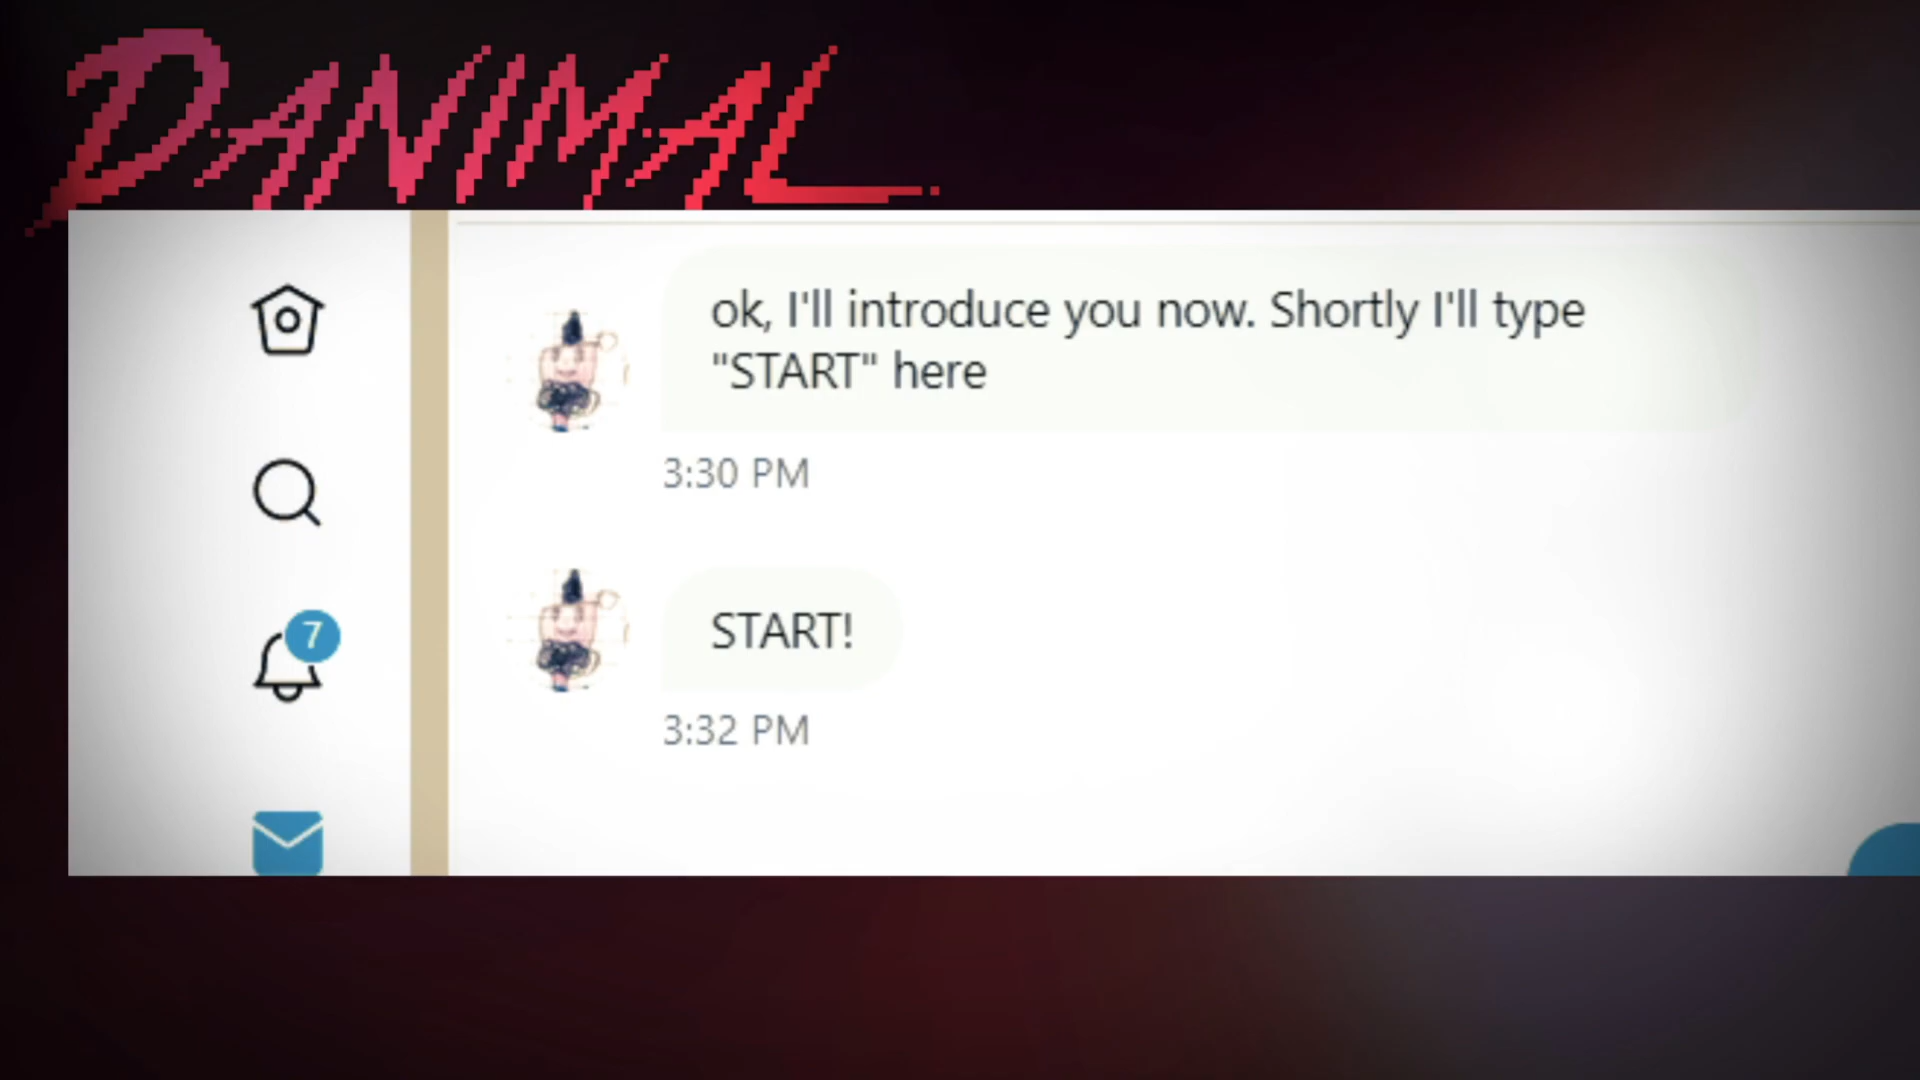 DANIMAL
ok, I'll introduce you now. Shortly I'll type
"START" here
3:30 PM
7
START!
3:32 PM